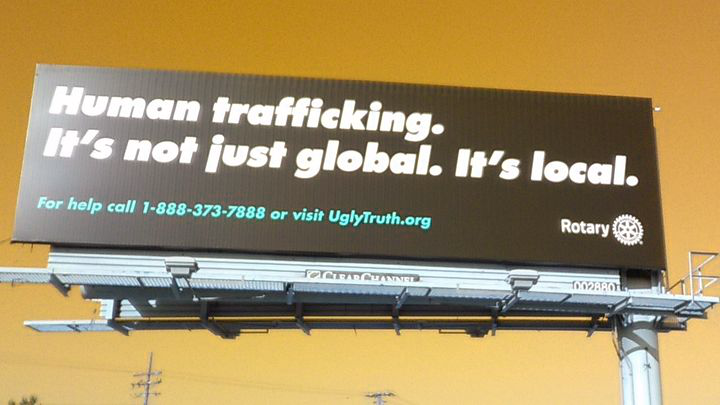 Human trafficking.
It's not just global. It's local.
For help call 1-888-373-7888 or visit UglyTruth.org
Rotary
CLEAR CHANNEL
002880